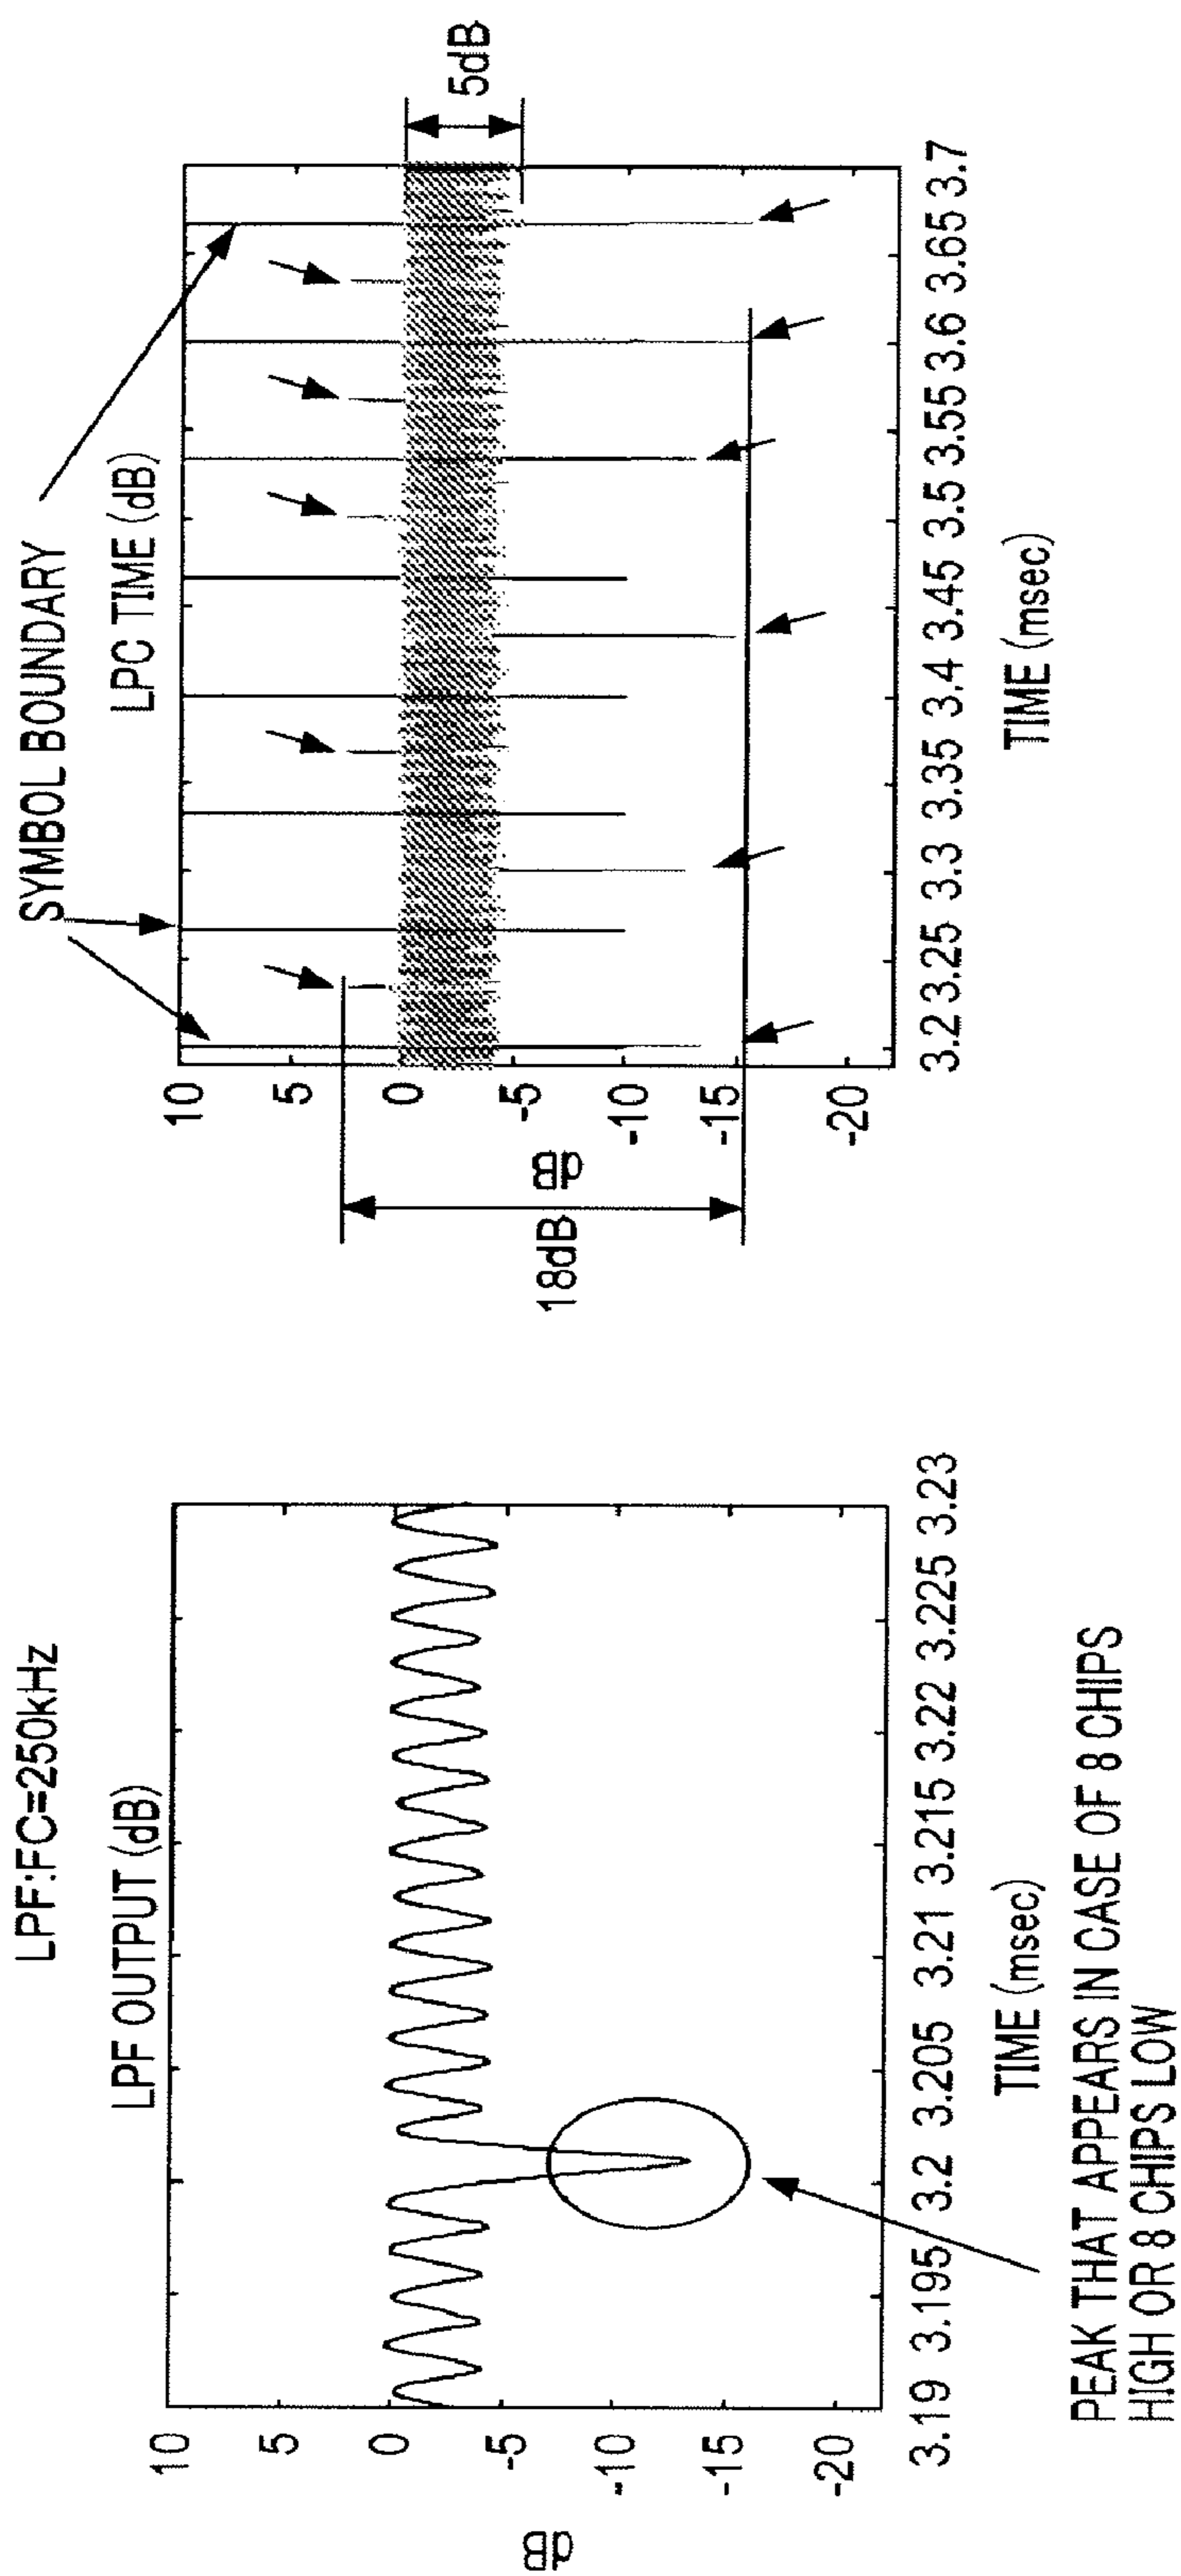 LPF:FC=250kHz
LPF OUTPUT (dB)
10
5
0
-5
-10
-15
-20
dB
3.19 3.195 3.2 3.205 3.21 3.215 3.22 3.225 3.23
TIME (msec)
PEAK THAT APPEARS IN CASE OF 8 CHIPS
HIGH OR 8 CHIPS LOW
SYMBOL BOUNDARY
LPC TIME (dB)
10
5
0
-5
-10
-15
-20
dB
18dB
5dB
3.2 3.25 3.3 3.35 3.4 3.45 3.5 3.55 3.6 3.65 3.7
TIME (msec)